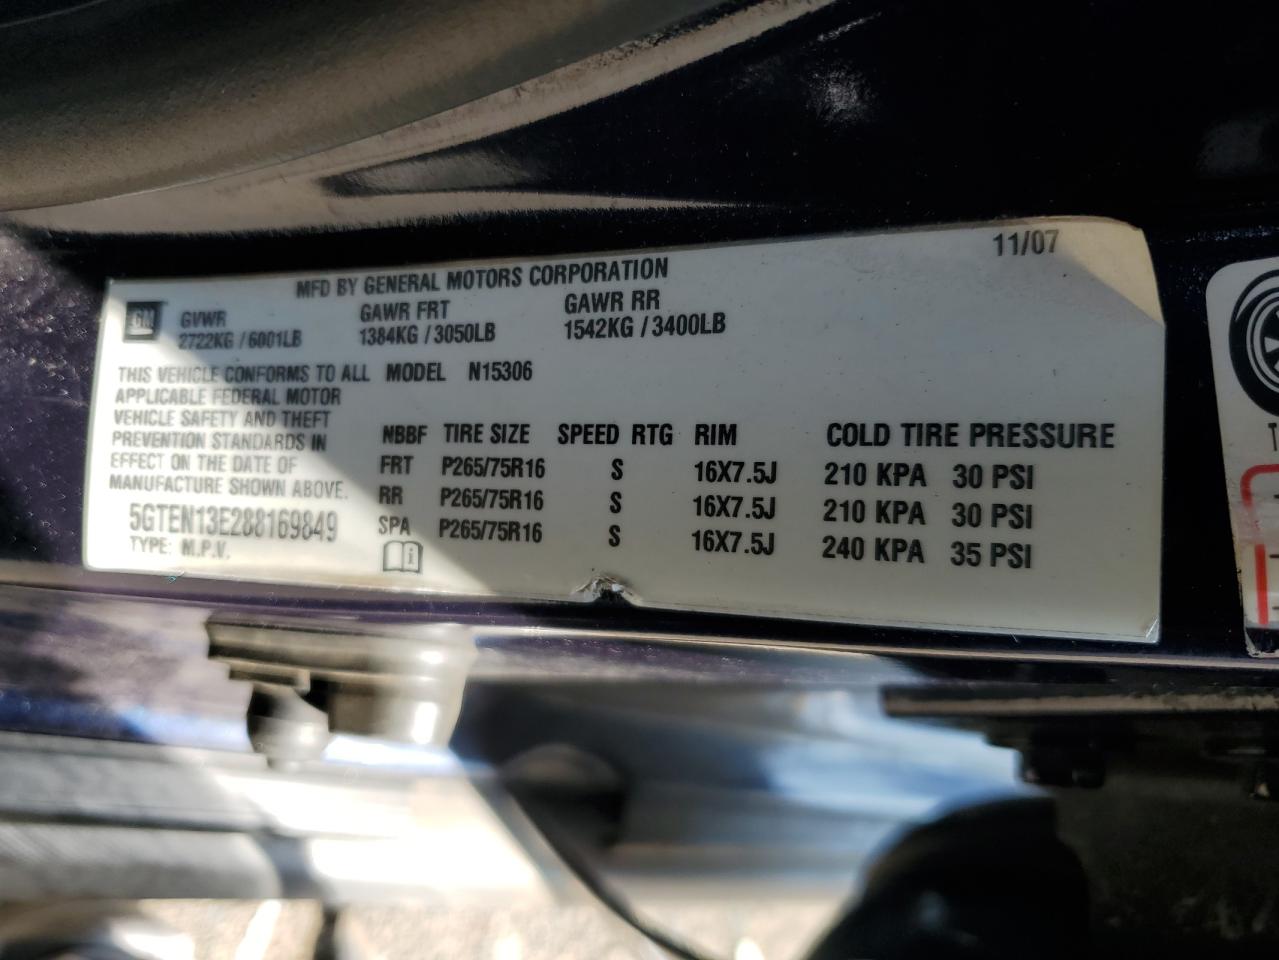 11/07
MFD BY GENERAL MOTORS CORPORATION
GM
GVWR GAWR FRT GAWR RR
2722KG / 6001LB 1384KG / 3050LB 1542KG / 3400LB
THIS VEHICLE CONFORMS TO ALL MODEL N15306
APPLICABLE FEDERAL MOTOR
VEHICLE SAFETY AND THEFT
PREVENTION STANDARDS IN
EFFECT ON THE DATE OF
MANUFACTURE SHOWN ABOVE.
5GTEN13E288169849
TYPE: M.P.V.
NBBF TIRE SIZE SPEED RTG RIM COLD TIRE PRESSURE
FRT P265/75R16 S 16X7.5J 210 KPA 30 PSI
RR P265/75R16 S 16X7.5J 210 KPA 30 PSI
SPA P265/75R16 S 16X7.5J 240 KPA 35 PSI